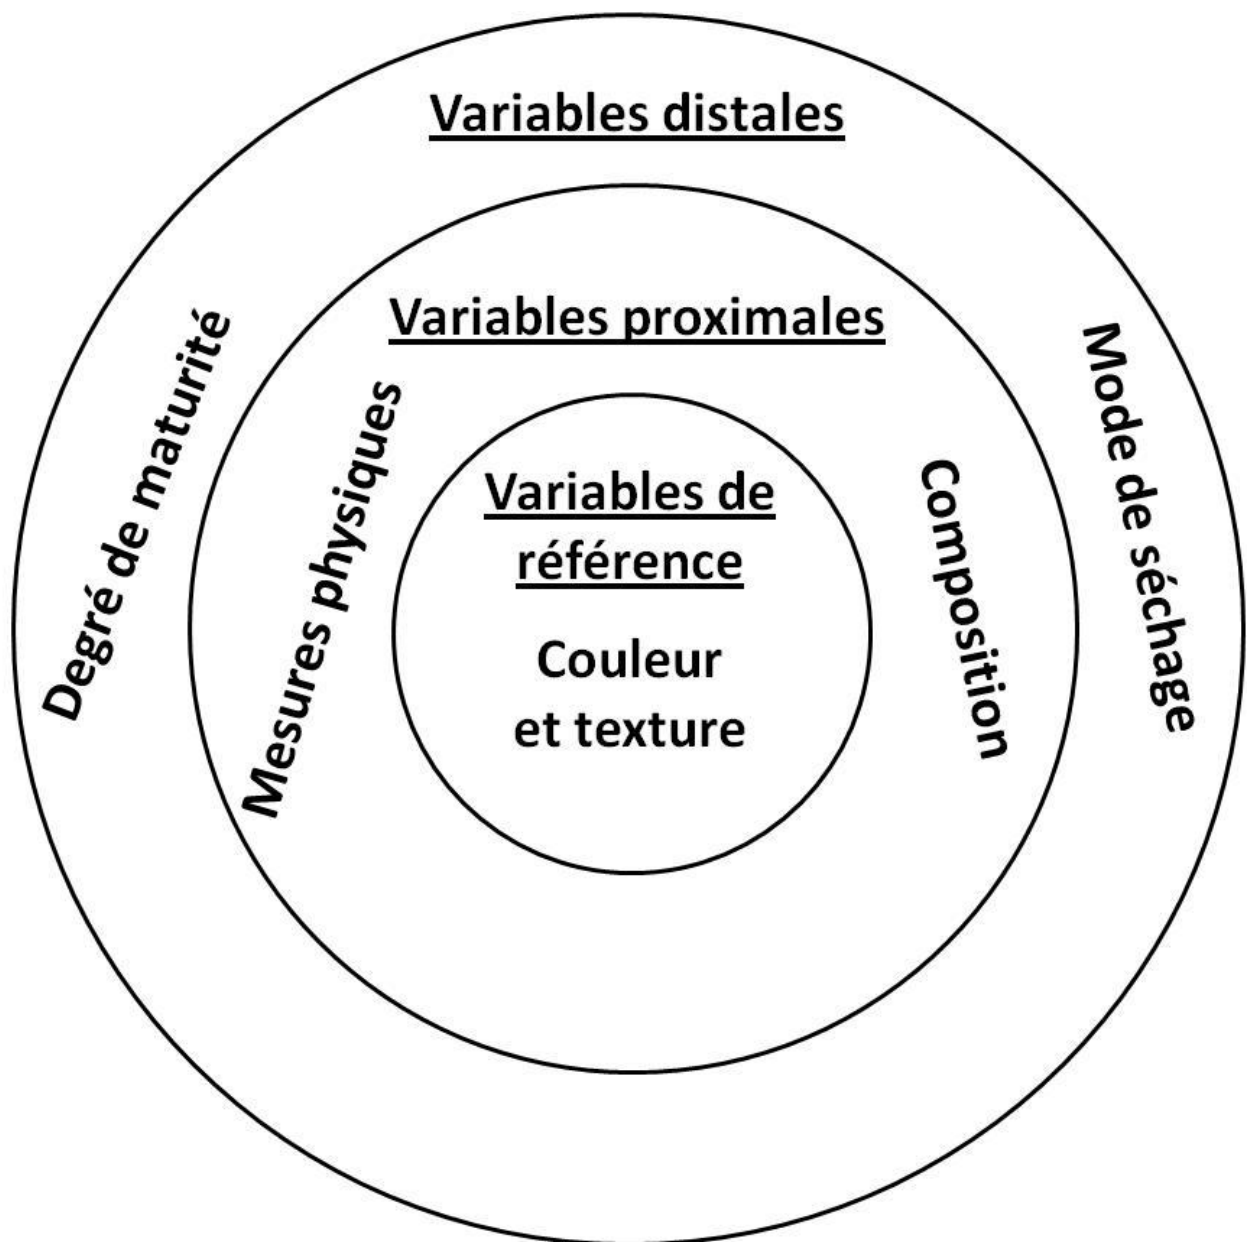 Variables distales
Variables proximales
Degré de maturité
Mesures physiques
Variables de
référence
Couleur
et texture
Composition
Mode de séchage